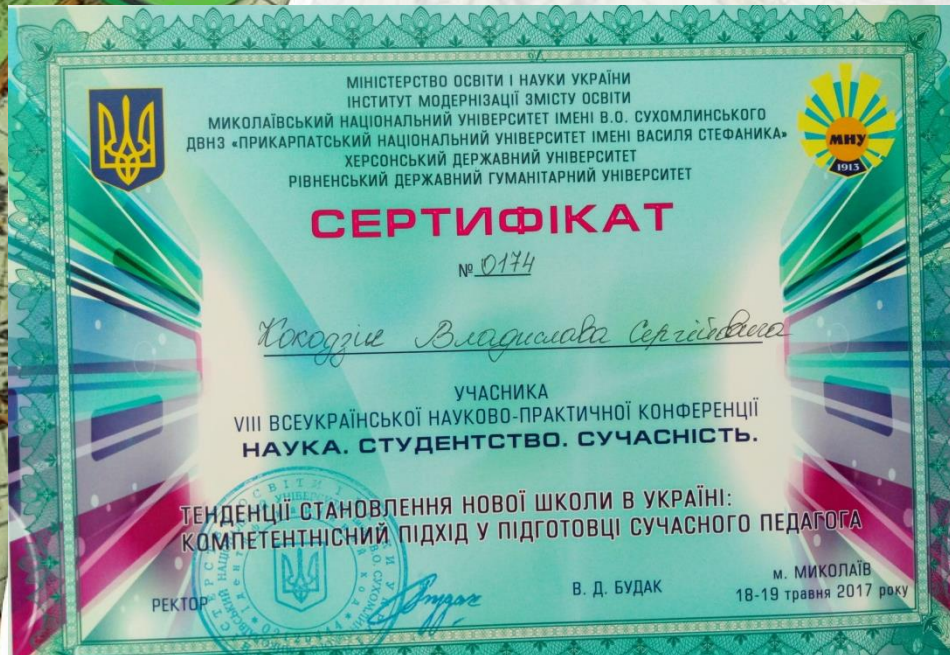 МІНІСТЕРСТВО ОСВІТИ І НАУКИ УКРАЇНИ
ІНСТИТУТ МОДЕРНІЗАЦІЇ ЗМІСТУ ОСВІТИ
МИКОЛАЇВСЬКИЙ НАЦІОНАЛЬНИЙ УНІВЕРСИТЕТ ІМЕНІ В.О. СУХОМЛИНСЬКОГО
ДВНЗ «ПРИКАРПАТСЬКИЙ НАЦІОНАЛЬНИЙ УНІВЕРСИТЕТ ІМЕНІ ВАСИЛЯ СТЕФАНИКА»
ХЕРСОНСЬКИЙ ДЕРЖАВНИЙ УНІВЕРСИТЕТ
РІВНЕНСЬКИЙ ДЕРЖАВНИЙ ГУМАНІТАРНИЙ УНІВЕРСИТЕТ
МНУ
1913
СЕРТИФІКАТ
№ 0174
Владислава Сергійовича
УЧАСНИКА
VIII ВСЕУКРАЇНСЬКОЇ НАУКОВО-ПРАКТИЧНОЇ КОНФЕРЕНЦІЇ
НАУКА. СТУДЕНТСТВО. СУЧАСНІСТЬ.
ТЕНДЕНЦІЇ СТАНОВЛЕННЯ НОВОЇ ШКОЛИ В УКРАЇНІ:
КОМПЕТЕНТНІСНИЙ ПІДХІД У ПІДГОТОВЦІ СУЧАСНОГО ПЕДАГОГА
РЕКТОР
В. Д. БУДАК
м. МИКОЛАЇВ
18-19 травня 2017 року